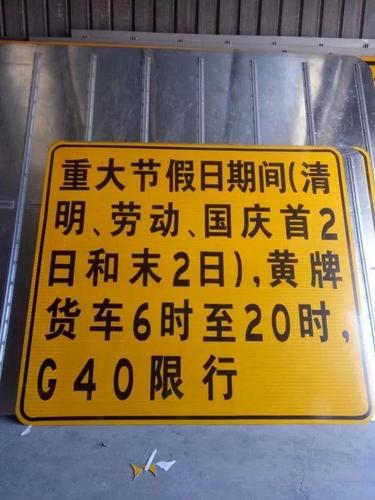 重大节假日期间(清
明、劳动、国庆首2
日和末2日),黄牌
货车6时至20时,
G40限行